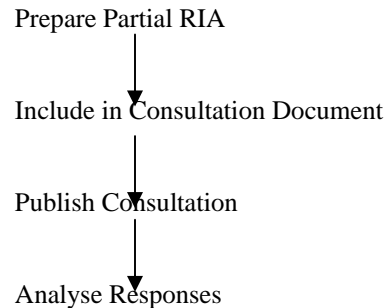 Prepare Partial RIA
Include in Consultation Document
Publish Consultation
Analyse Responses